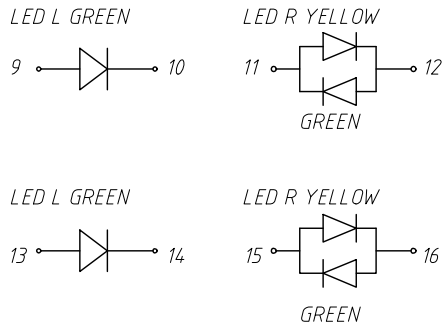 LED L GREEN
LED R YELLOW
9 10 11 12
GREEN
LED L GREEN
LED R YELLOW
13 14 15 16
GREEN